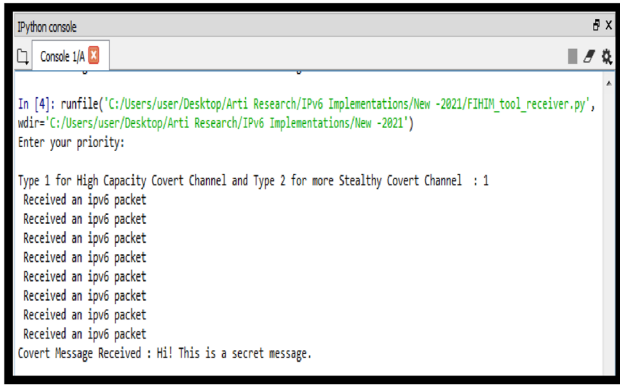 IPython console
Console 1/A
In [4]: runfile('C:/Users/user/Desktop/Arti Research/IPv6 Implementations/New -2021/FIHIM_tool_receiver.py',
wdir='C:/Users/user/Desktop/Arti Research/IPv6 Implementations/New -2021')
Enter your priority:
Type 1 for High Capacity Covert Channel and Type 2 for more Stealthy Covert Channel  : 1
Received an ipv6 packet
Received an ipv6 packet
Received an ipv6 packet
Received an ipv6 packet
Received an ipv6 packet
Received an ipv6 packet
Received an ipv6 packet
Received an ipv6 packet
Covert Message Received : Hi! This is a secret message.